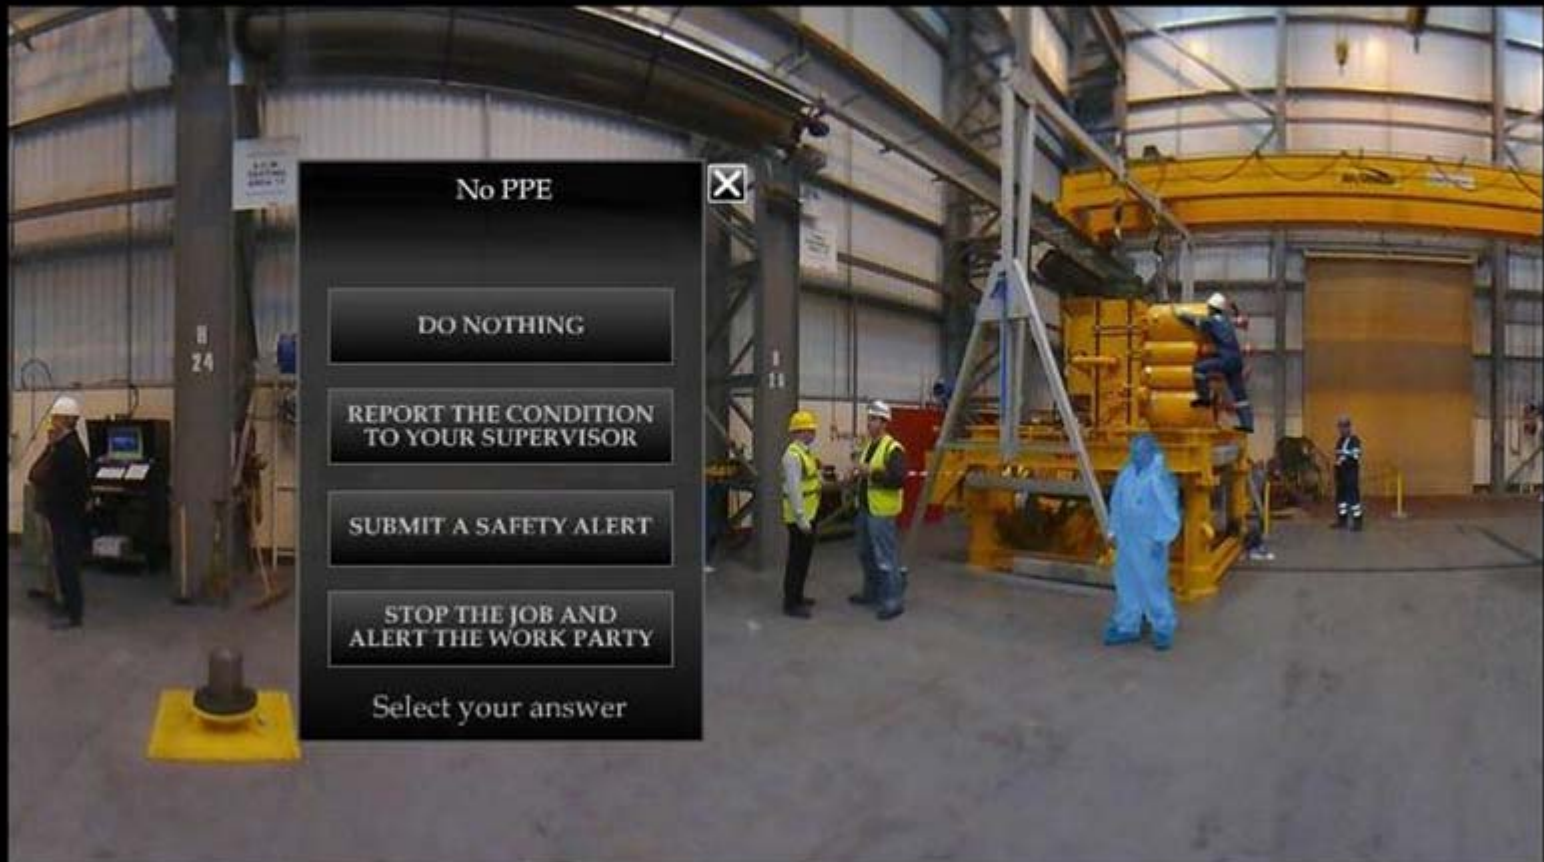 No PPE
DO NOTHING
REPORT THE CONDITION
TO YOUR SUPERVISOR
SUBMIT A SAFETY ALERT
STOP THE JOB AND
ALERT THE WORK PARTY
Select your answer
24